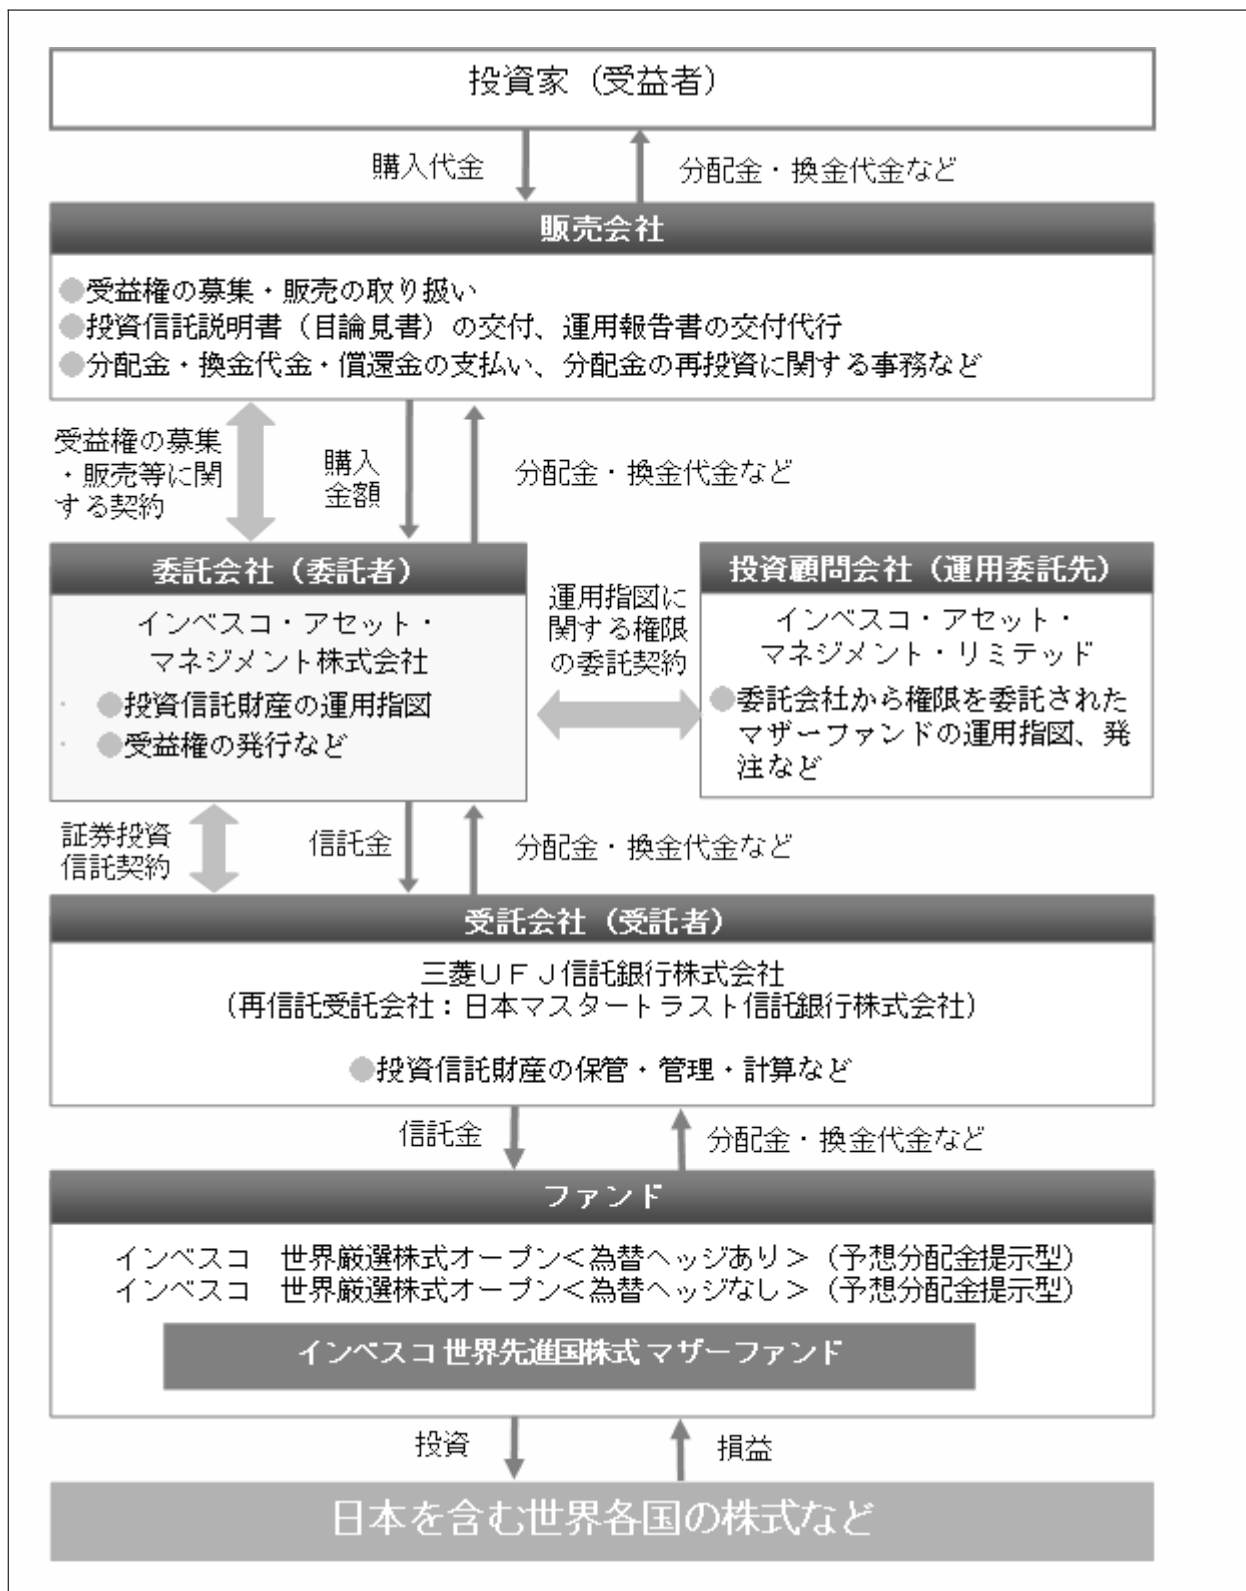 投資家（受益者）
購入代金
分配金・換金代金など
販売会社
●受益権の募集・販売の取り扱い
●投資信託説明書（目論見書）の交付、運用報告書の交付代行
●分配金・換金代金・償還金の支払い、分配金の再投資に関する事務など
受益権の募集
・販売等に関
する契約
購入
金額
分配金・換金代金など
委託会社（委託者）
インベスコ・アセット・
マネジメント株式会社
・ ●投資信託財産の運用指図
・ ●受益権の発行など
運用指図に
関する権限
の委託契約
投資顧問会社（運用委託先）
インベスコ・アセット・
マネジメント・リミテッド
●委託会社から権限を委託された
マザーファンドの運用指図、発
注など
証券投資
信託契約
信託金
分配金・換金代金など
受託会社（受託者）
三菱ＵＦＪ信託銀行株式会社
（再信託受託会社：日本マスタートラスト信託銀行株式会社）
●投資信託財産の保管・管理・計算など
信託金
分配金・換金代金など
ファンド
インベスコ　世界厳選株式オープン＜為替ヘッジあり＞（予想分配金提示型）
インベスコ　世界厳選株式オープン＜為替ヘッジなし＞（予想分配金提示型）
インベスコ 世界先進国株式 マザーファンド
投資
損益
日本を含む世界各国の株式など